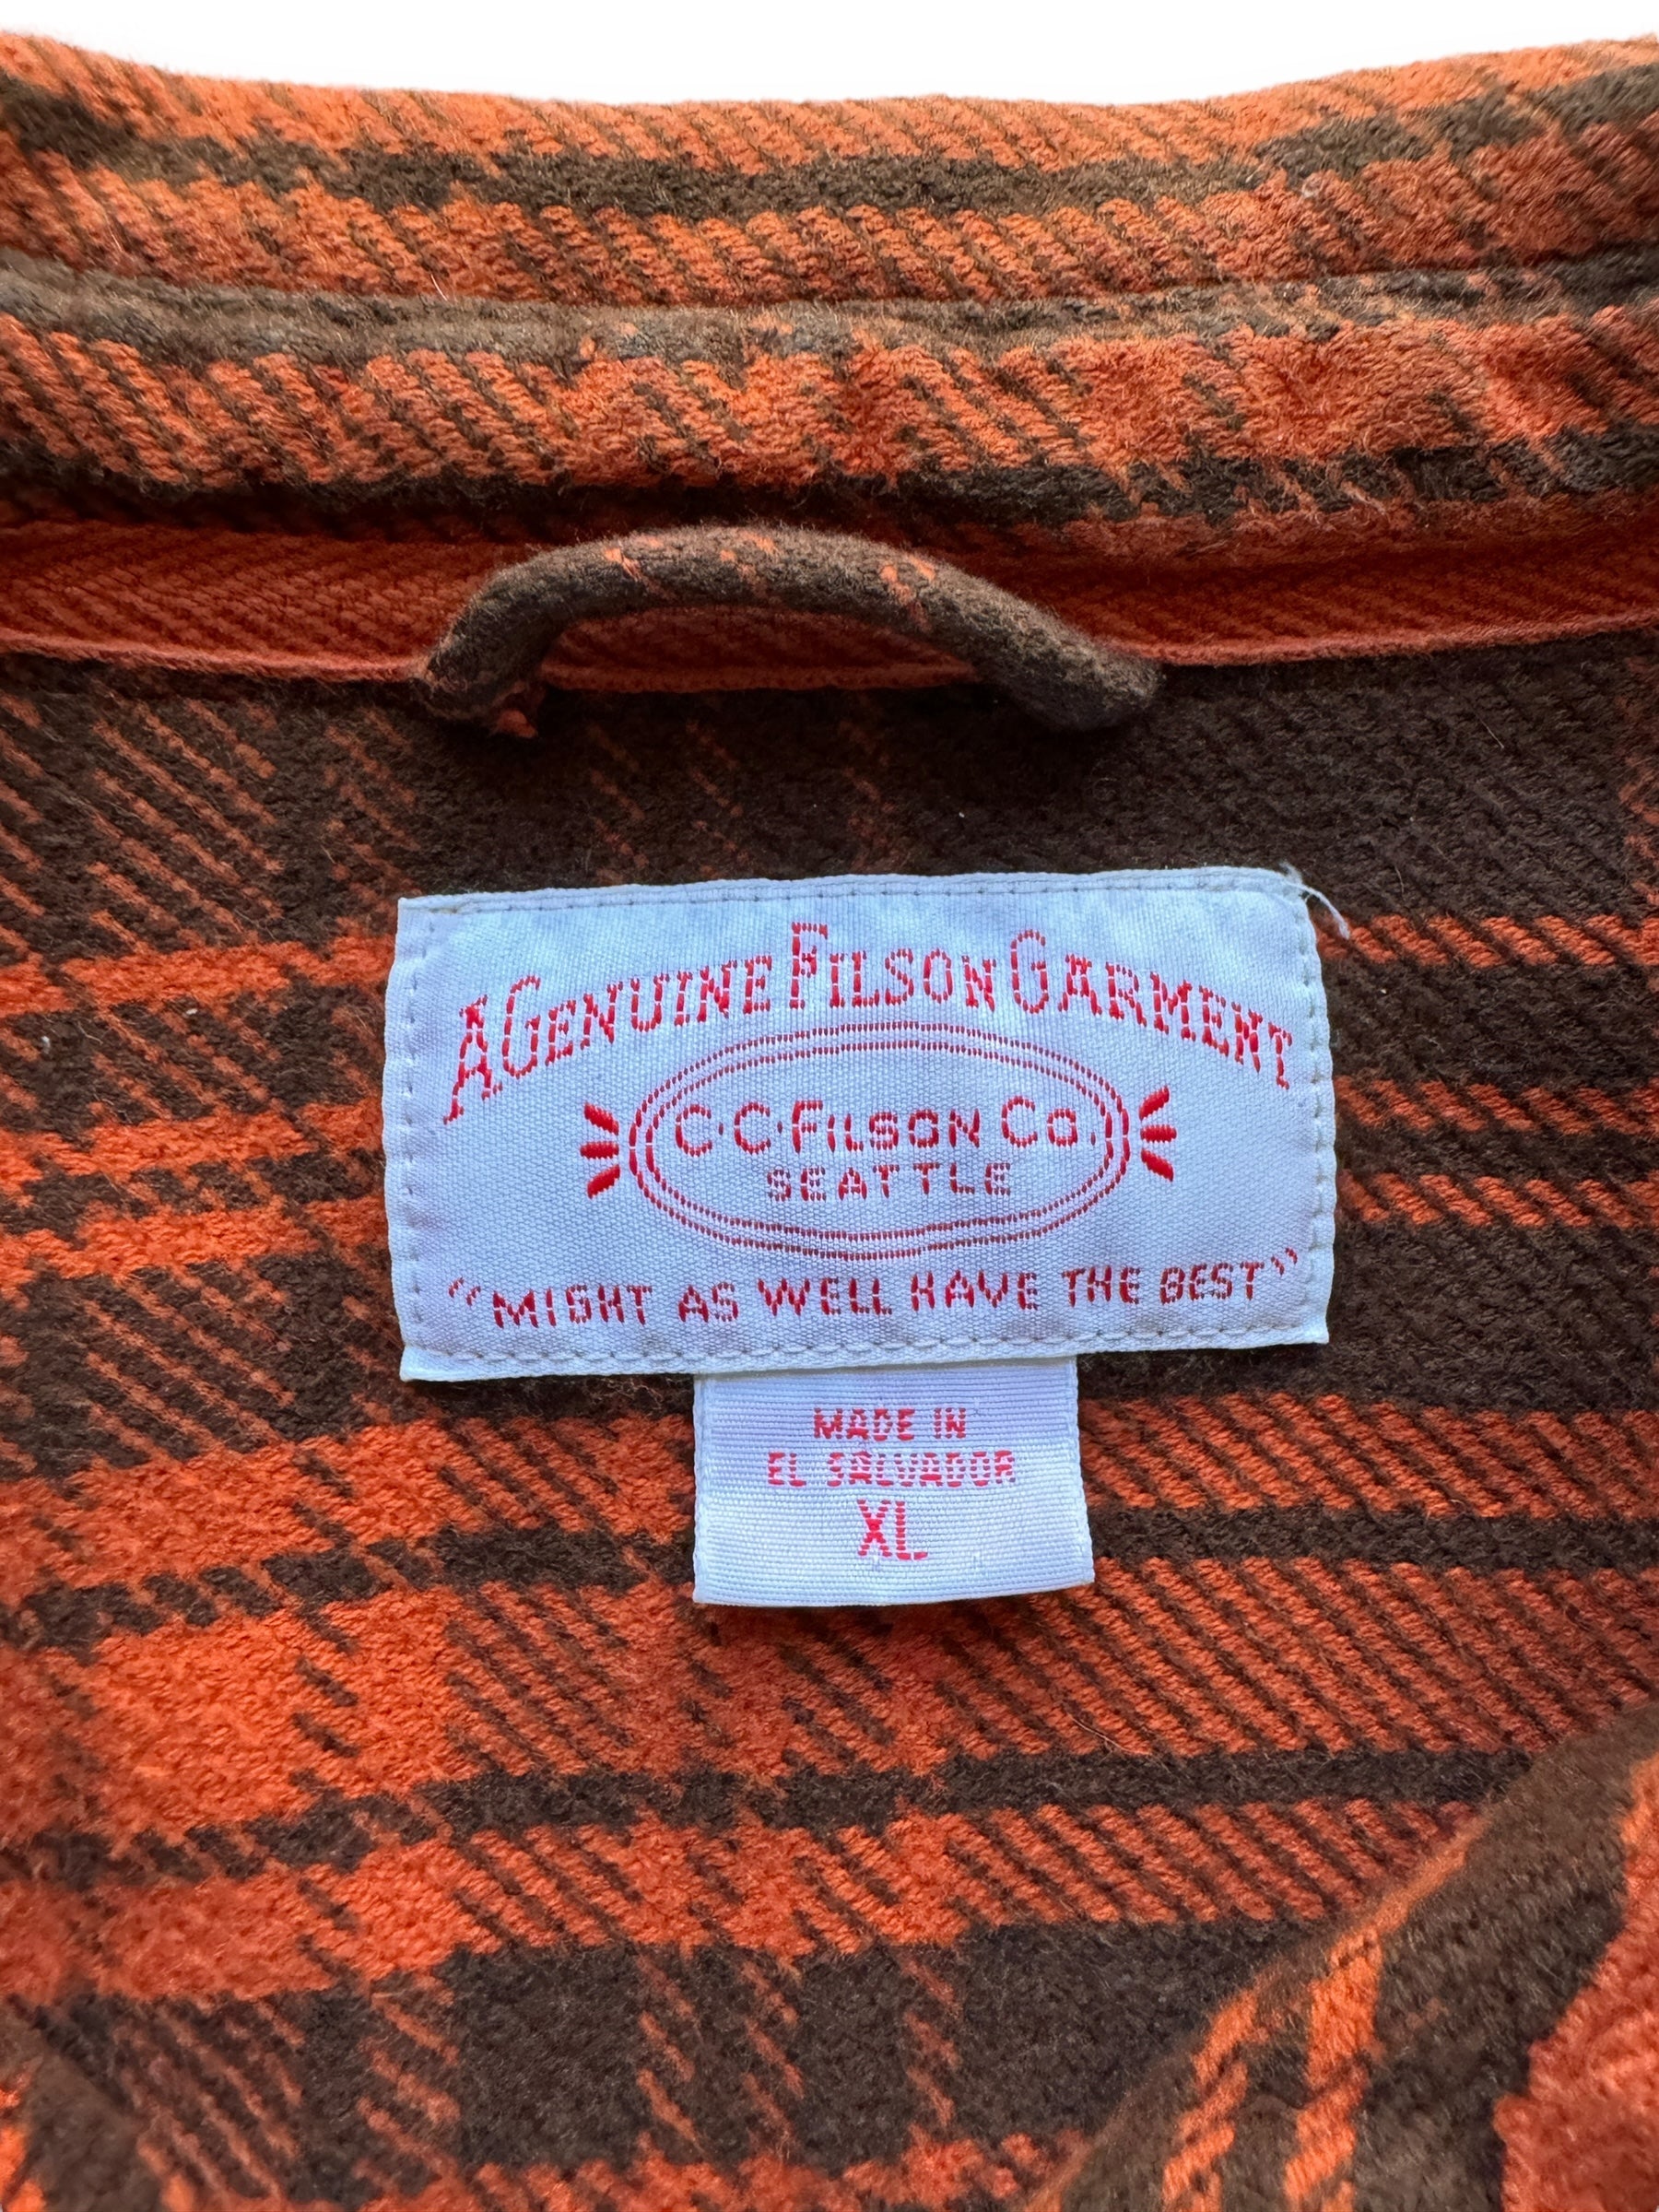 A GENUINE FILSON GARMENT
C·C·FILSON CO.
SEATTLE
"MIGHT AS WELL HAVE THE BEST"
MADE IN
EL SALVADOR
XL